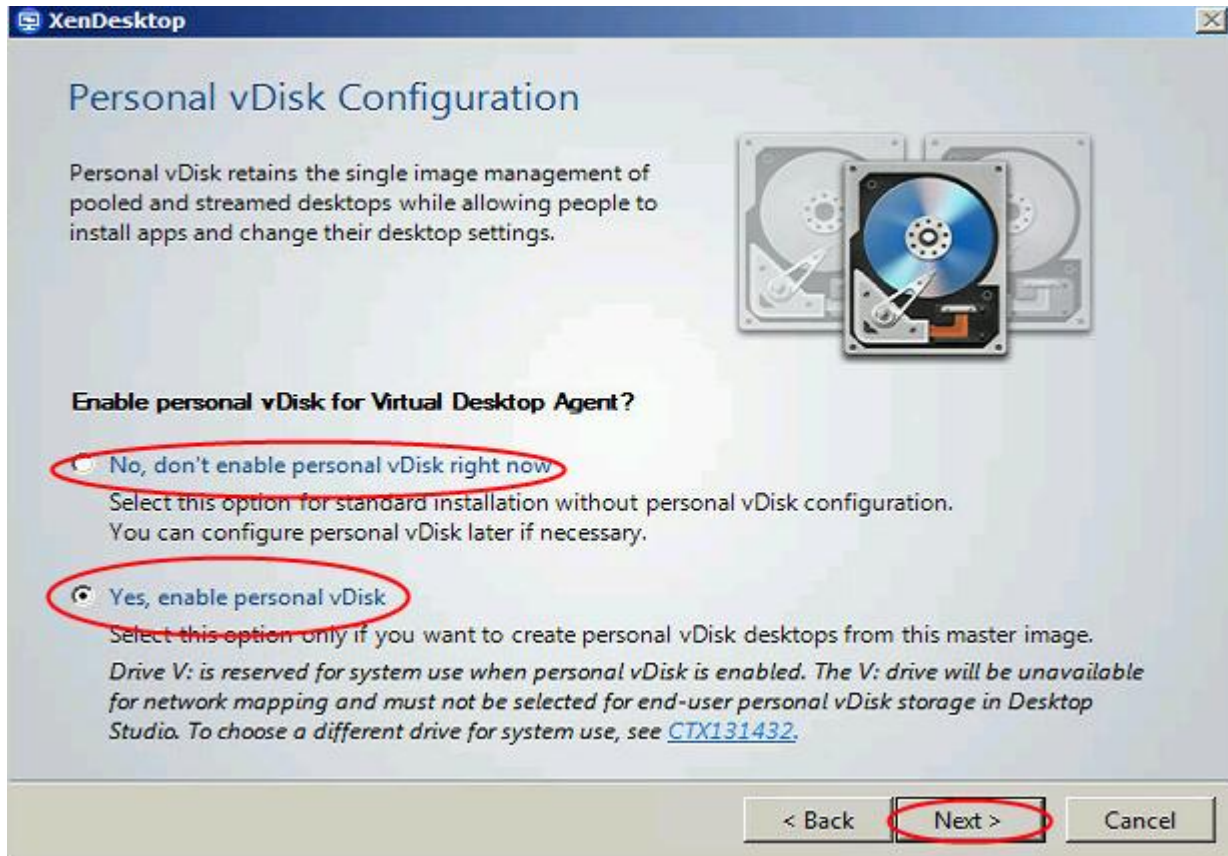 XenDesktop
Personal vDisk Configuration
Personal vDisk retains the single image management of
pooled and streamed desktops while allowing people to
install apps and change their desktop settings.
Enable personal vDisk for Virtual Desktop Agent?
No, don't enable personal vDisk right now
Select this option for standard installation without personal vDisk configuration.
You can configure personal vDisk later if necessary.
Yes, enable personal vDisk
Select this option only if you want to create personal vDisk desktops from this master image.
Drive V: is reserved for system use when personal vDisk is enabled. The V: drive will be unavailable
for network mapping and must not be selected for end-user personal vDisk storage in Desktop
Studio. To choose a different drive for system use, see CTX131432.
< Back Next > Cancel